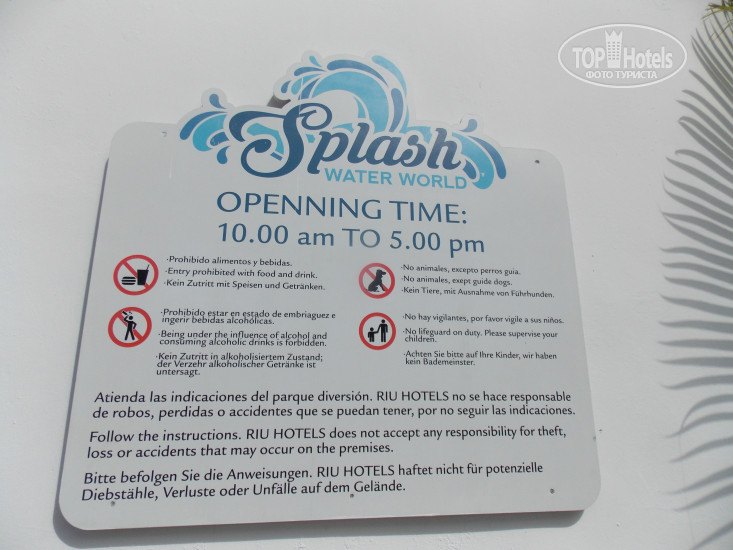 TOP Hotels
ФОТО ТУРИСТА
Splash
WATER WORLD
OPENNING TIME:
10.00 am TO 5.00 pm
·Prohibido alimentos y bebidas.
·Entry prohibited with food and drink.
·Kein Zutritt mit Speisen und Getränken.
·No animales, excepto perros guia.
·No animals, exept guide dogs.
·Kein Tiere, mit Ausnahme von Führhunden.
·Prohibido estar en estado de embriaguez e
ingerir bebidas alcohólicas.
·Being under the influence of alcohol and
consuming alcoholic drinks is forbidden.
·Kein Zutritt in alkoholisiertem Zustand;
der Verzehr alkoholischer Getränke ist
untersagt.
·No hay vigilantes, por favor vigile a sus niños.
·No lifeguard on duty. Please supervise your
children.
·Achten Sie bitte auf Ihre Kinder, wir haben
kein Bademeinster.
Atienda las indicaciones del parque diversión. RIU HOTELS no se hace responsable
de robos, perdidas o accidentes que se puedan tener, por no seguir las indicaciones.
Follow the instructions. RIU HOTELS does not accept any responsibility for theft,
loss or accidents that may occur on the premises.
Bitte befolgen Sie die Anweisungen. RIU HOTELS haftet nicht für potenzielle
Diebstähle, Verluste oder Unfälle auf dem Gelände.